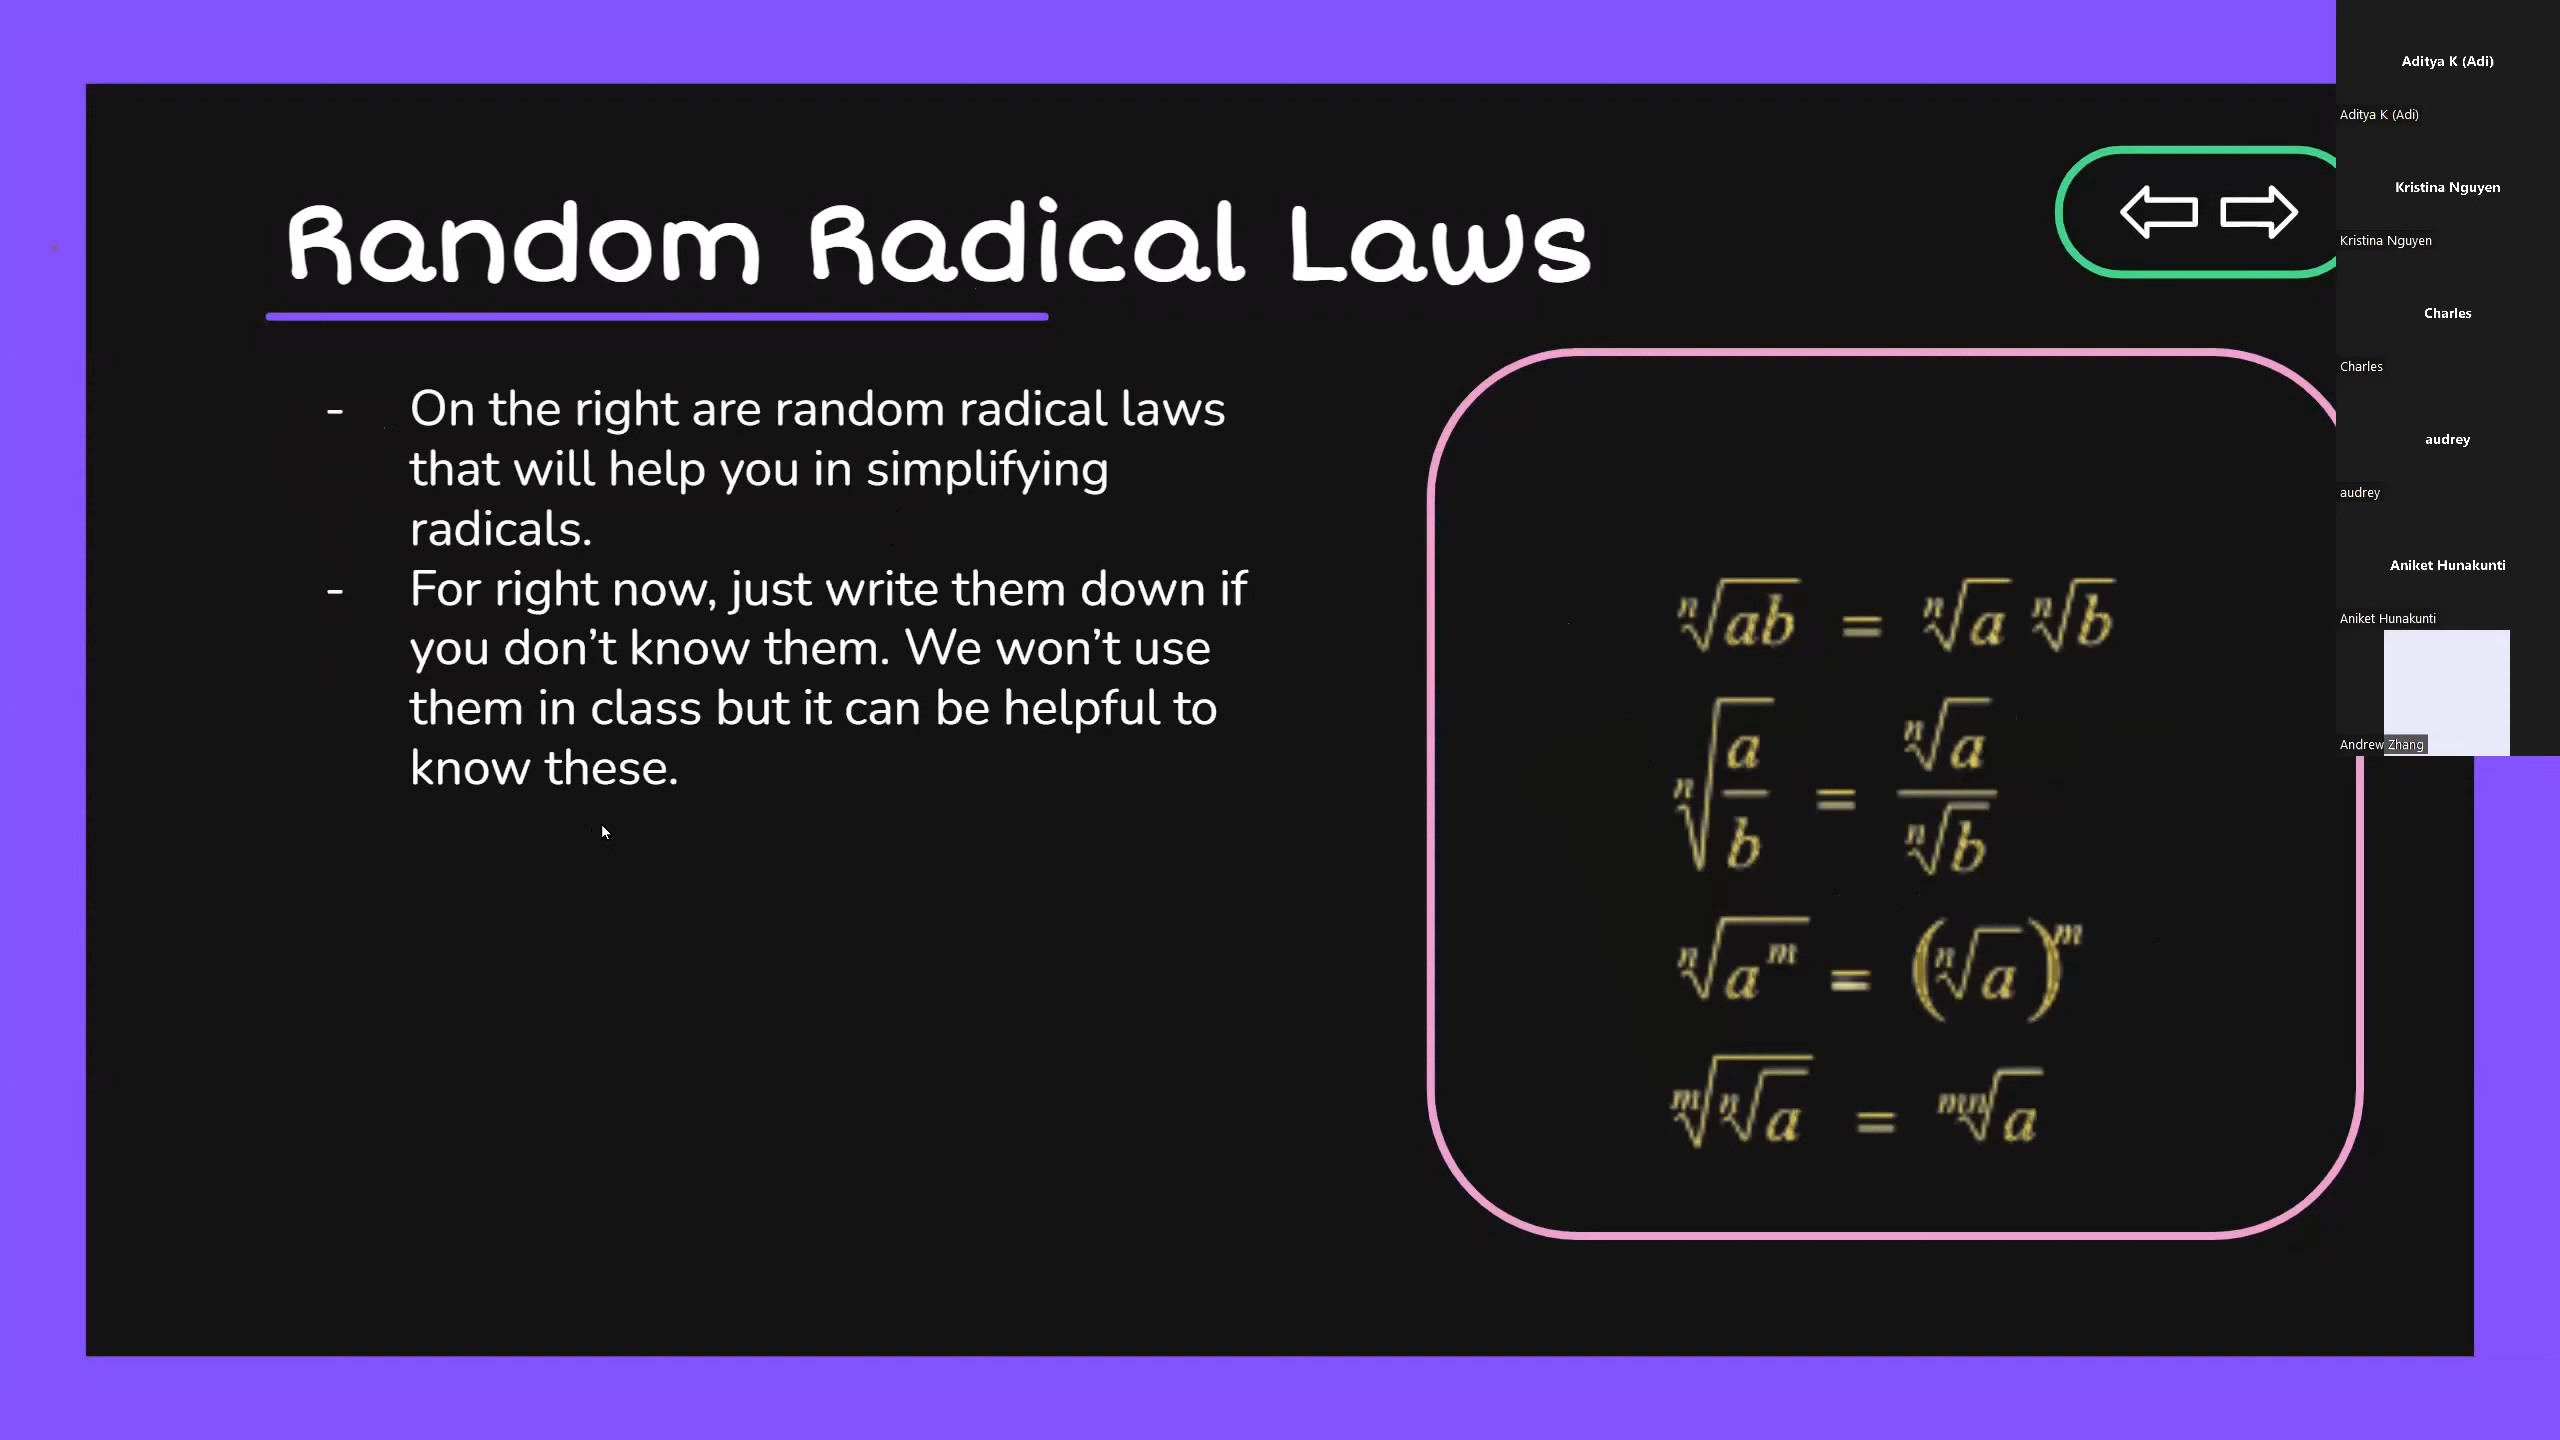 Random Radical Laws
- On the right are random radical laws
that will help you in simplifying
radicals.
- For right now, just write them down if
you don’t know them. We won’t use
them in class but it can be helpful to
know these.
ⁿ√(ab) = ⁿ√a ⁿ√b
ⁿ√(a/b) = ⁿ√a / ⁿ√b
ⁿ√(aᵐ) = (ⁿ√a)ᵐ
ᵐ√(ⁿ√a) = ᵐⁿ√a
Aditya K (Adi)
Aditya K (Adi)
Kristina Nguyen
Kristina Nguyen
Charles
Charles
audrey
audrey
Aniket Hunakunti
Aniket Hunakunti
Andrew Zhang